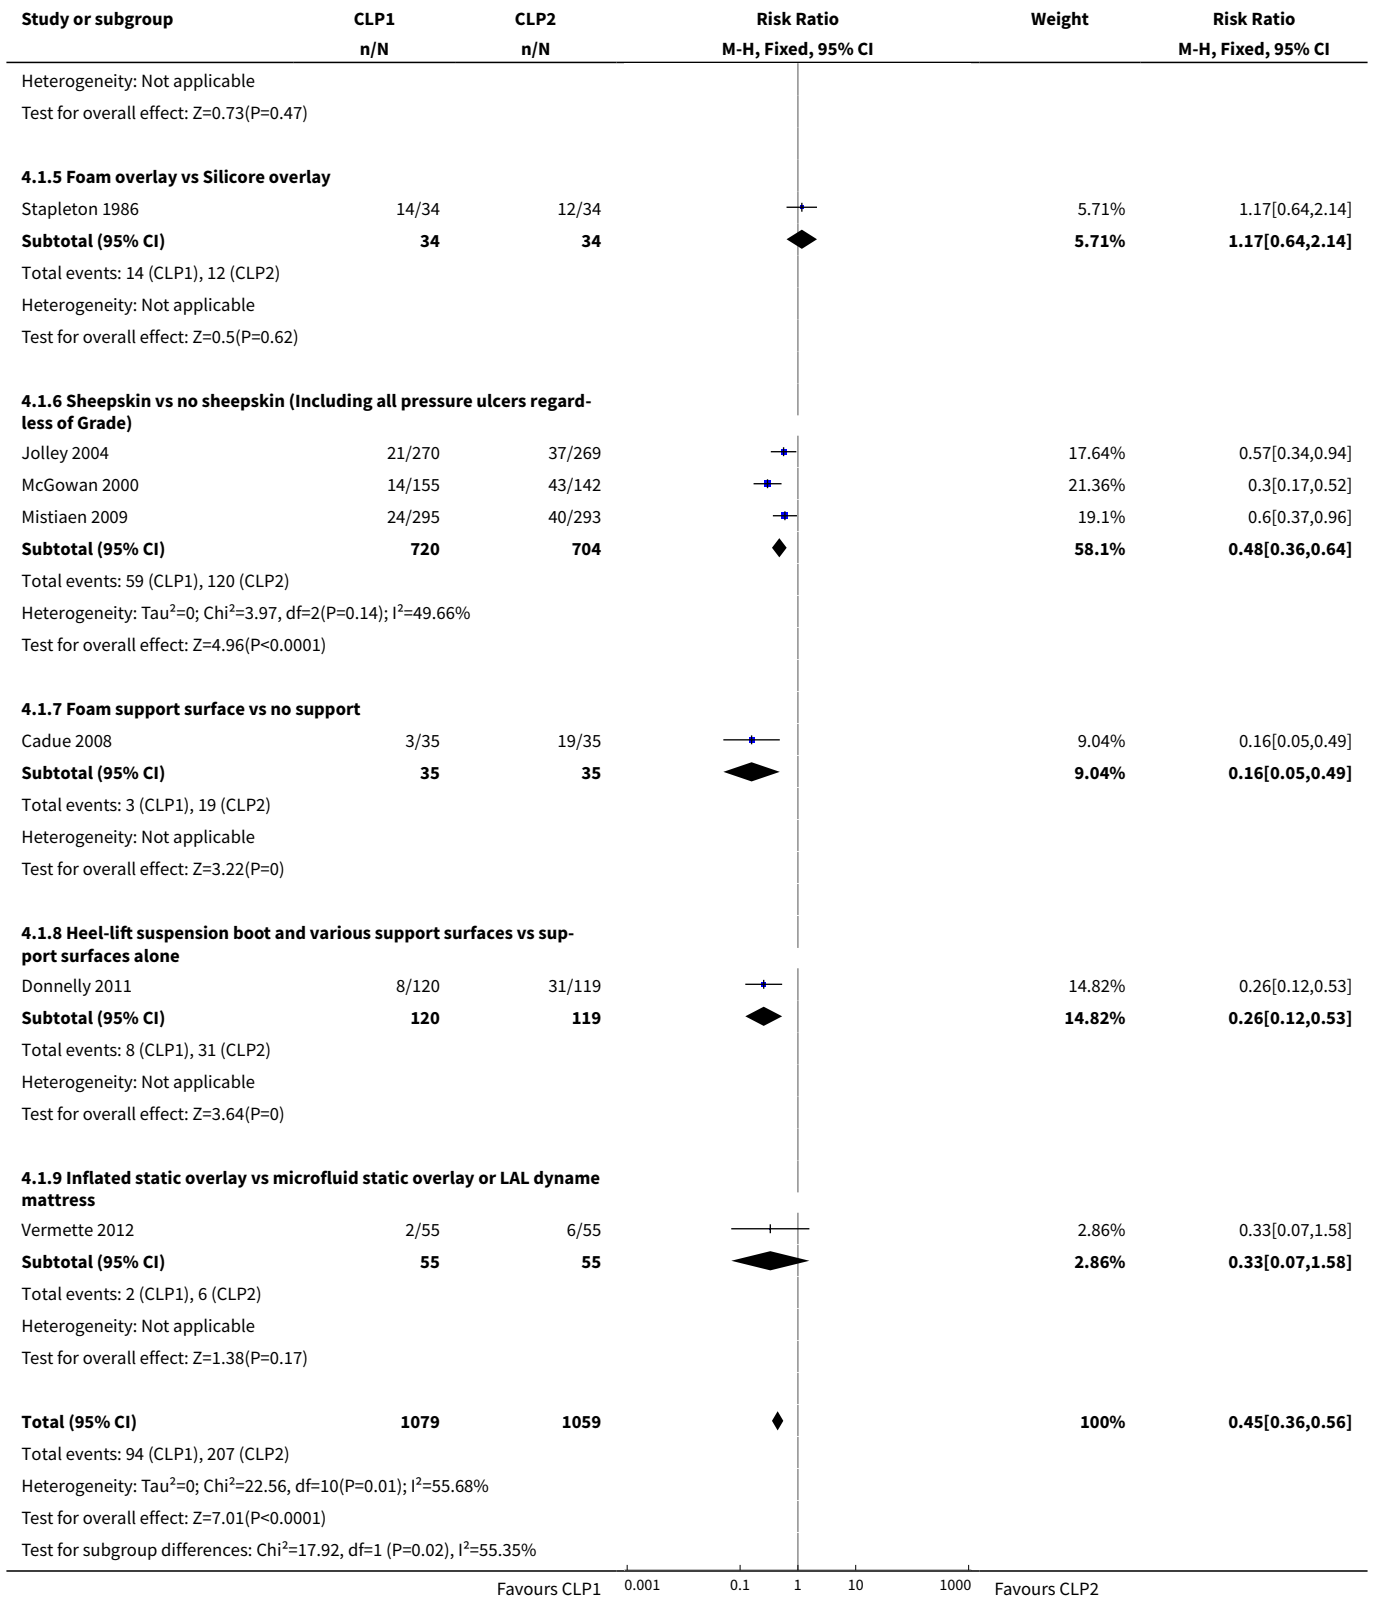 Study or subgroup CLP1 CLP2 Risk Ratio Weight Risk Ratio
n/N n/N M-H, Fixed, 95% CI M-H, Fixed, 95% CI
Heterogeneity: Not applicable
Test for overall effect: Z=0.73(P=0.47)
4.1.5 Foam overlay vs Silicore overlay
Stapleton 1986 14/34 12/34 5.71% 1.17[0.64,2.14]
Subtotal (95% CI) 34 34 5.71% 1.17[0.64,2.14]
Total events: 14 (CLP1), 12 (CLP2)
Heterogeneity: Not applicable
Test for overall effect: Z=0.5(P=0.62)
4.1.6 Sheepskin vs no sheepskin (Including all pressure ulcers regard-
less of Grade)
Jolley 2004 21/270 37/269 17.64% 0.57[0.34,0.94]
McGowan 2000 14/155 43/142 21.36% 0.3[0.17,0.52]
Mistiaen 2009 24/295 40/293 19.1% 0.6[0.37,0.96]
Subtotal (95% CI) 720 704 58.1% 0.48[0.36,0.64]
Total events: 59 (CLP1), 120 (CLP2)
Heterogeneity: Tau²=0; Chi²=3.97, df=2(P=0.14); I²=49.66%
Test for overall effect: Z=4.96(P<0.0001)
4.1.7 Foam support surface vs no support
Cadue 2008 3/35 19/35 9.04% 0.16[0.05,0.49]
Subtotal (95% CI) 35 35 9.04% 0.16[0.05,0.49]
Total events: 3 (CLP1), 19 (CLP2)
Heterogeneity: Not applicable
Test for overall effect: Z=3.22(P=0)
4.1.8 Heel-lift suspension boot and various support surfaces vs sup-
port surfaces alone
Donnelly 2011 8/120 31/119 14.82% 0.26[0.12,0.53]
Subtotal (95% CI) 120 119 14.82% 0.26[0.12,0.53]
Total events: 8 (CLP1), 31 (CLP2)
Heterogeneity: Not applicable
Test for overall effect: Z=3.64(P=0)
4.1.9 Inflated static overlay vs microfluid static overlay or LAL dyname
mattress
Vermette 2012 2/55 6/55 2.86% 0.33[0.07,1.58]
Subtotal (95% CI) 55 55 2.86% 0.33[0.07,1.58]
Total events: 2 (CLP1), 6 (CLP2)
Heterogeneity: Not applicable
Test for overall effect: Z=1.38(P=0.17)
Total (95% CI) 1079 1059 100% 0.45[0.36,0.56]
Total events: 94 (CLP1), 207 (CLP2)
Heterogeneity: Tau²=0; Chi²=22.56, df=10(P=0.01); I²=55.68%
Test for overall effect: Z=7.01(P<0.0001)
Test for subgroup differences: Chi²=17.92, df=1 (P=0.02), I²=55.35%
Favours CLP1 0.001 0.1 1 10 1000 Favours CLP2